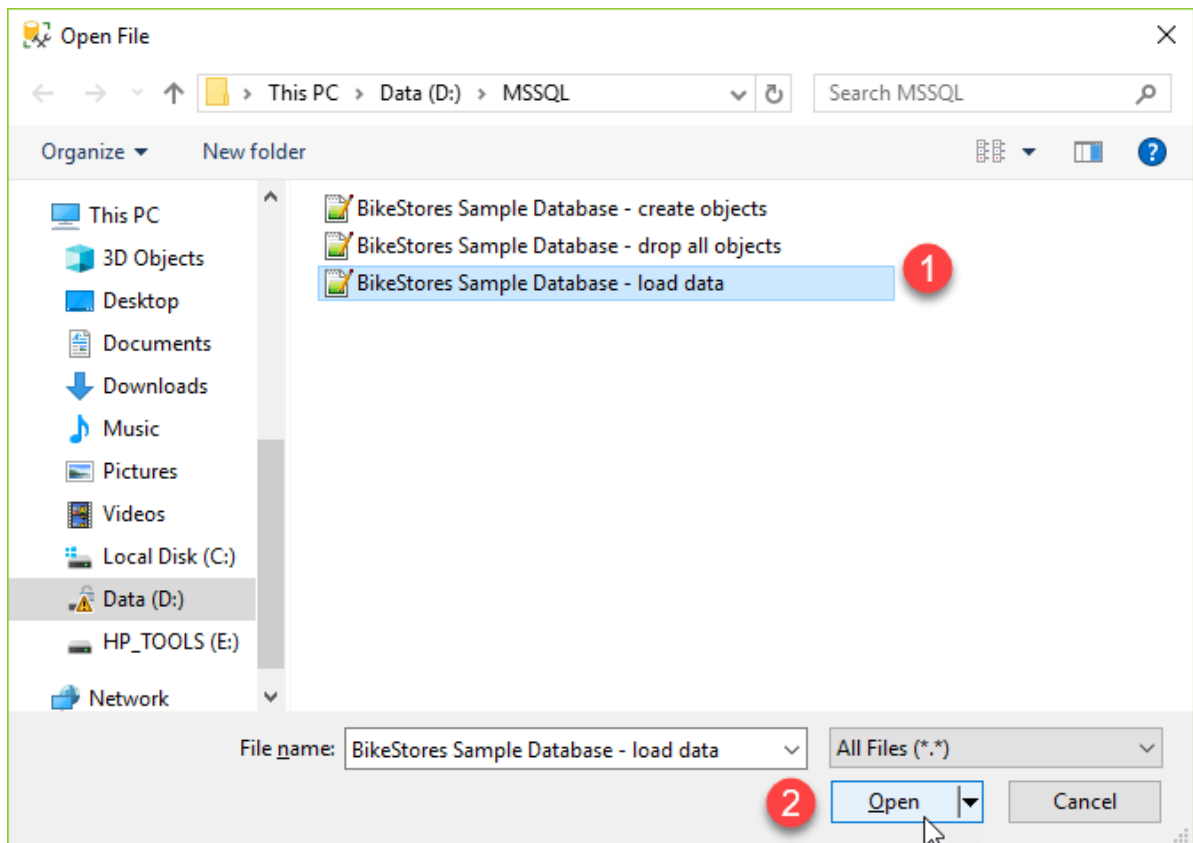 Open File
This PC > Data (D:) > MSSQL
Search MSSQL
Organize
New folder
?
This PC
3D Objects
Desktop
Documents
Downloads
Music
Pictures
Videos
Local Disk (C:)
Data (D:)
HP_TOOLS (E:)
Network
BikeStores Sample Database - create objects
BikeStores Sample Database - drop all objects
BikeStores Sample Database - load data
1
File name:
BikeStores Sample Database - load data
All Files (*.*)
2
Open
Cancel